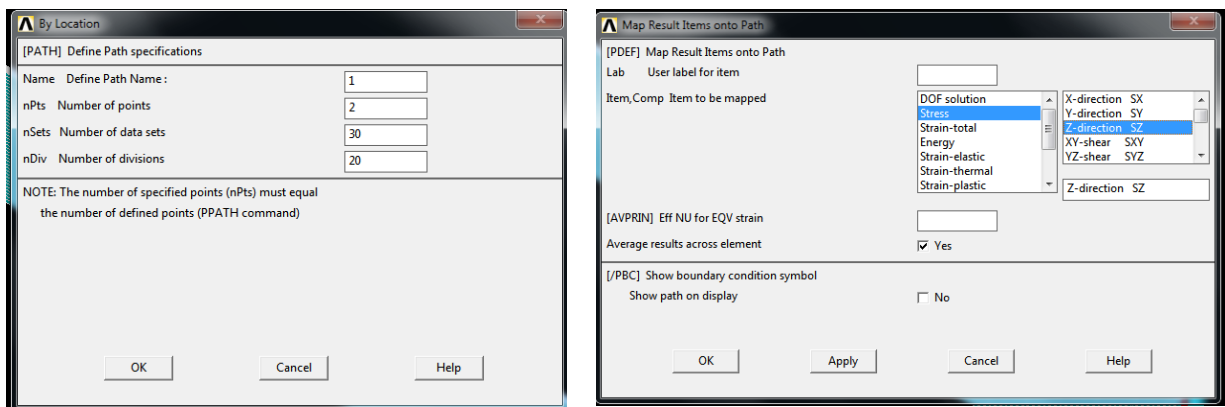 By Location
[PATH] Define Path specifications
Name Define Path Name :
1
nPts Number of points
2
nSets Number of data sets
30
nDiv Number of divisions
20
NOTE: The number of specified points (nPts) must equal
the number of defined points (PPATH command)
OK Cancel Help
Map Result Items onto Path
[PDEF] Map Result Items onto Path
Lab User label for item
Item,Comp Item to be mapped
DOF solution
Stress
Strain-total
Energy
Strain-elastic
Strain-thermal
Strain-plastic
X-direction SX
Y-direction SY
Z-direction SZ
XY-shear SXY
YZ-shear SYZ
Z-direction SZ
[AVPRIN] Eff NU for EQV strain
Average results across element
Yes
[/PBC] Show boundary condition symbol
Show path on display
No
OK Apply Cancel Help